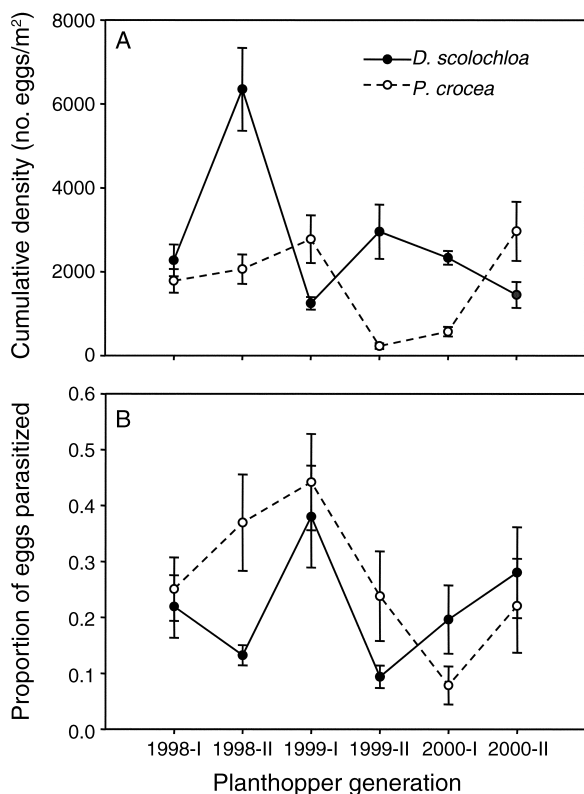 A
D. scolochloa
P. crocea
Cumulative density (no. eggs/m²)
8000
6000
4000
2000
0
B
Proportion of eggs parasitized
0.6
0.5
0.4
0.3
0.2
0.1
0.0
1998-I 1998-II 1999-I 1999-II 2000-I 2000-II
Planthopper generation